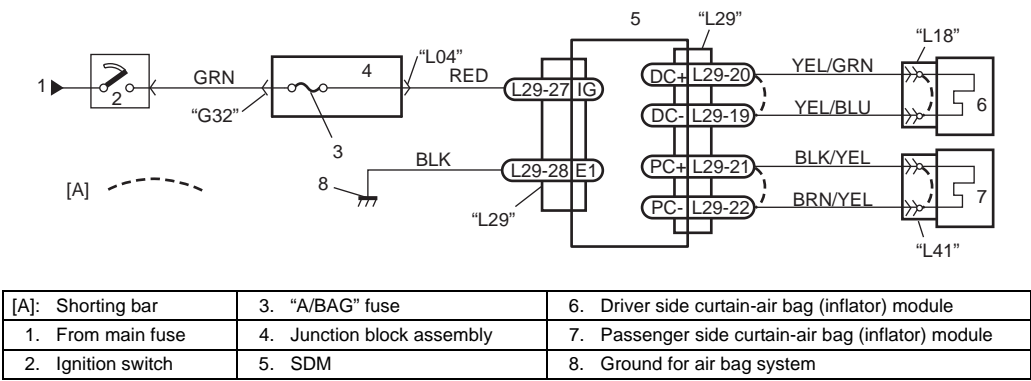 5 “L29”
“L18”
“L04”
1 2 GRN 4 RED L29-27 IG DC+ L29-20 YEL/GRN
“G32” DC- L29-19 YEL/BLU 6
3
BLK PC+ L29-21 BLK/YEL
[A] 8 L29-28 E1 PC- L29-22 BRN/YEL 7
“L29”
“L41”
[A]: Shorting bar 3. “A/BAG” fuse 6. Driver side curtain-air bag (inflator) module
1. From main fuse 4. Junction block assembly 7. Passenger side curtain-air bag (inflator) module
2. Ignition switch 5. SDM 8. Ground for air bag system